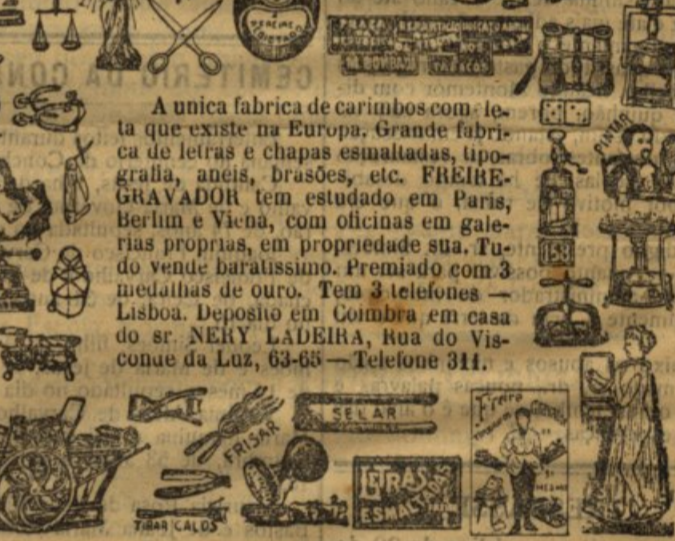 A unica fabrica de carimbos com le-
ta que existe na Europa. Grande fabri-
ca de letras e chapas esmaltadas, tipo-
grafia, aneis, brasões, etc. FREIRE-
GRAVADOR tem estudado em Paris,
Berlim e Viena, com oficinas em gale-
rias proprias, em propriedade sua. Tu-
do vende baratissimo. Premiado com 3
medalhas de ouro. Tem 3 telefones —
Lisboa. Deposito em Coimbra em casa
do sr. NERY LADEIRA, Rua do Vis-
conde da Luz, 63-65 — Telefone 311.
PINTAR
158
SELAR
FRISAR
Freire
LETRAS
ESMALTADAS
TIRAR CALOS